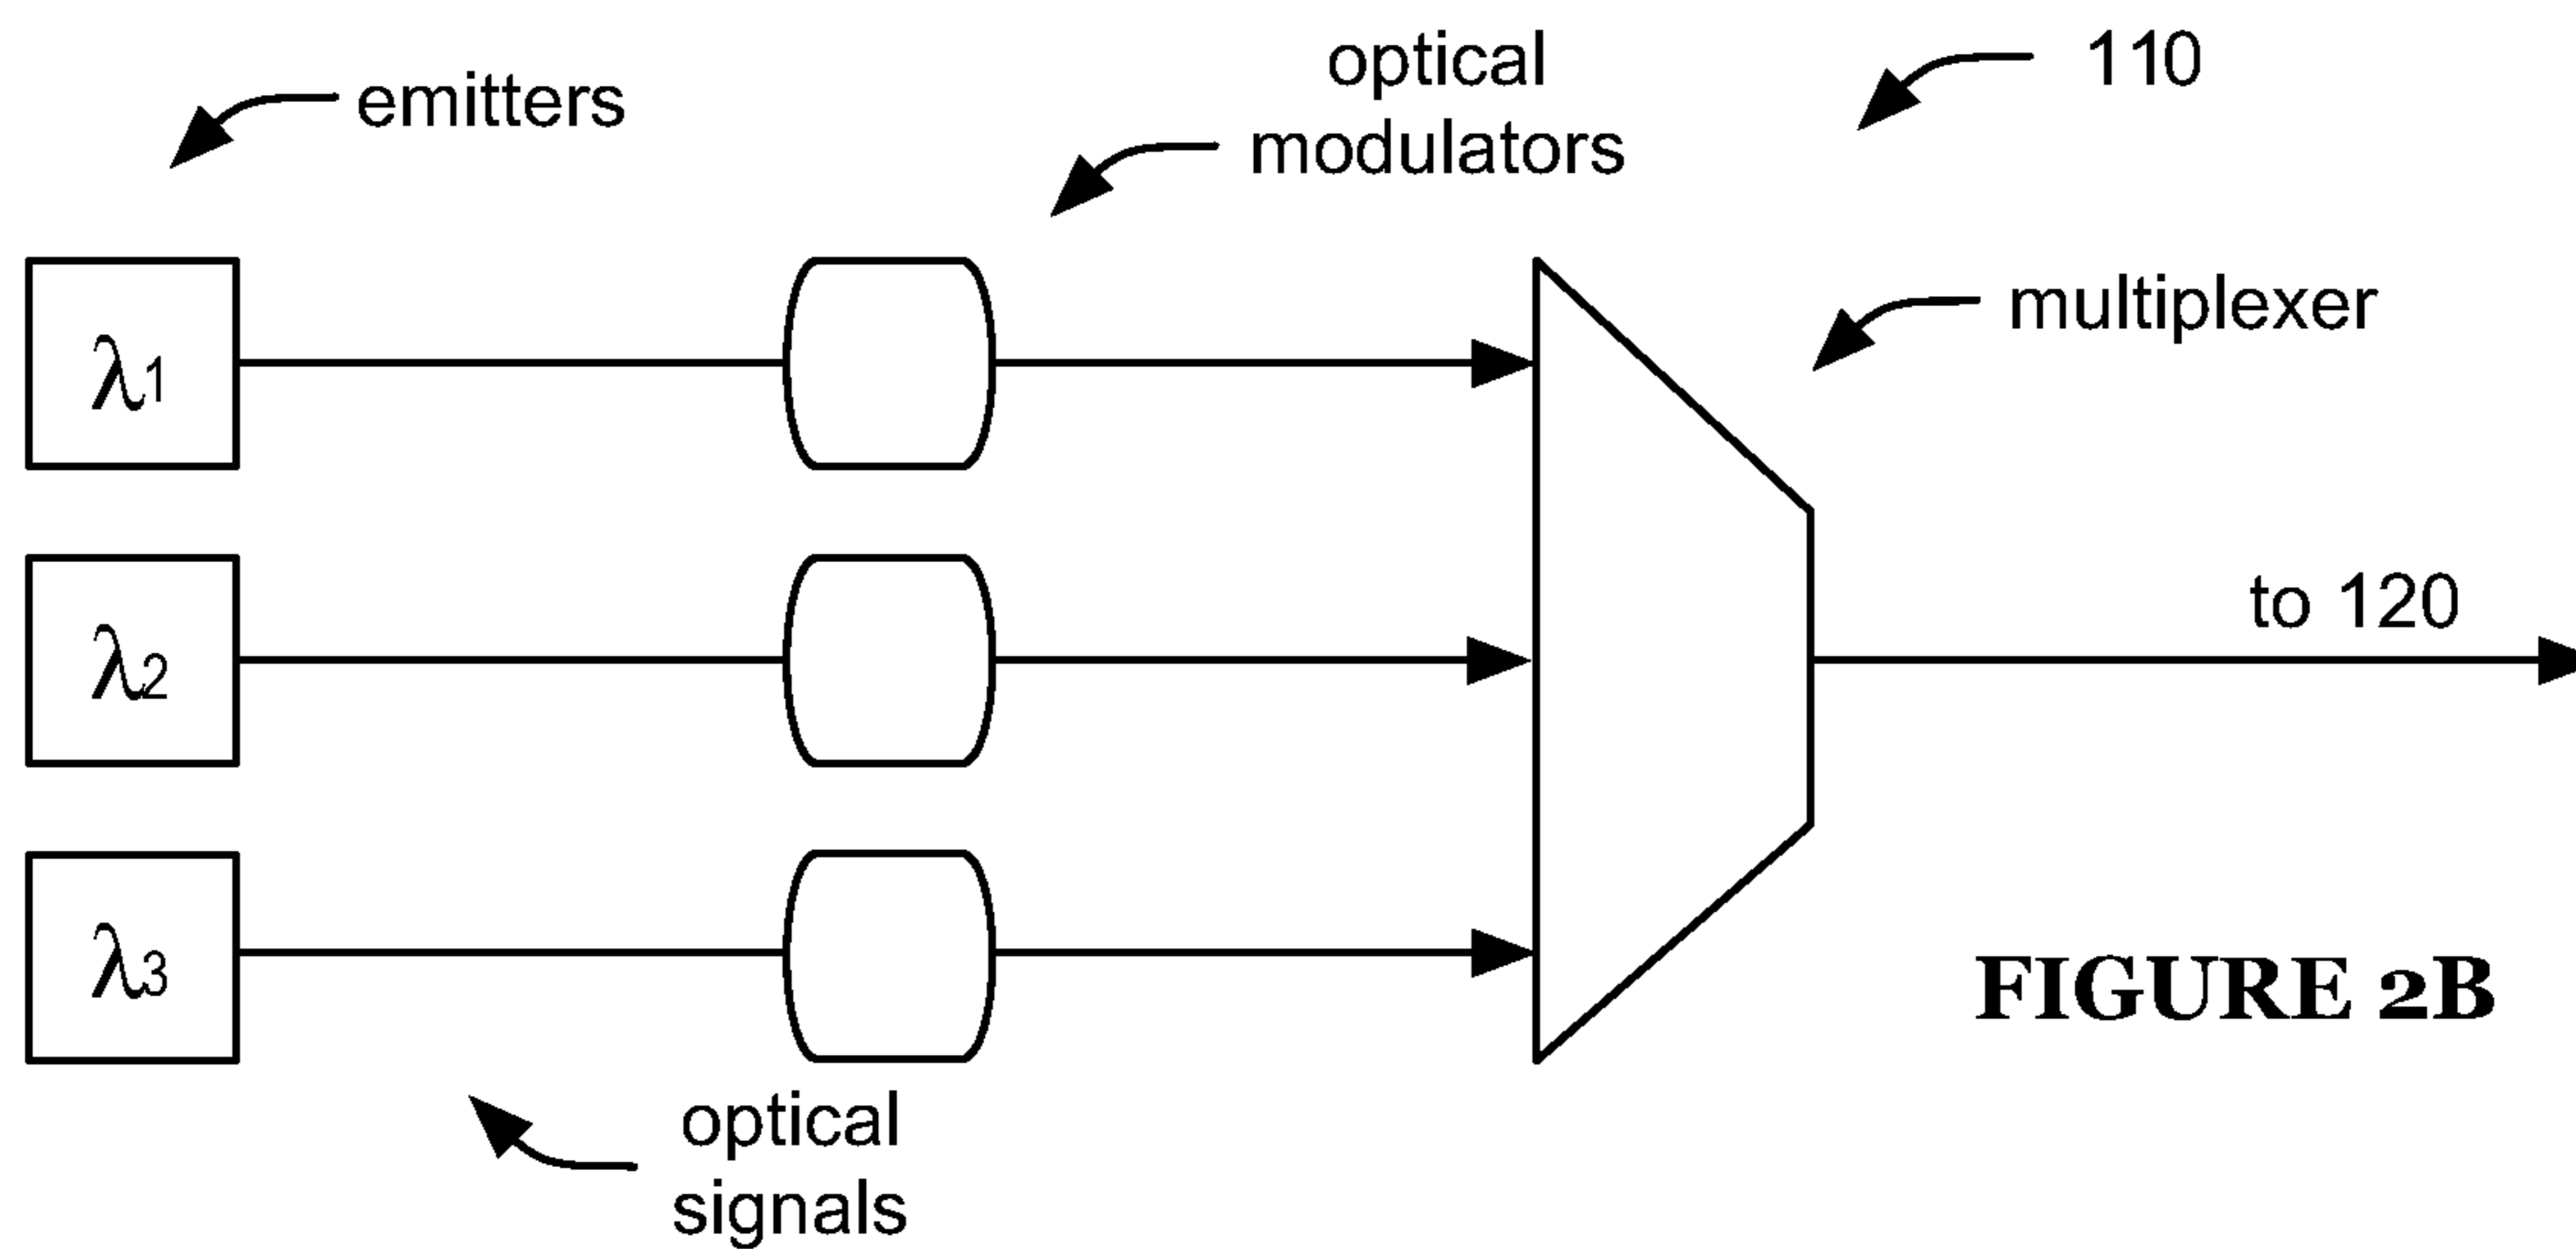 emitters
optical
modulators
110
multiplexer
λ1
λ2
λ3
to 120
optical
signals
FIGURE 2B